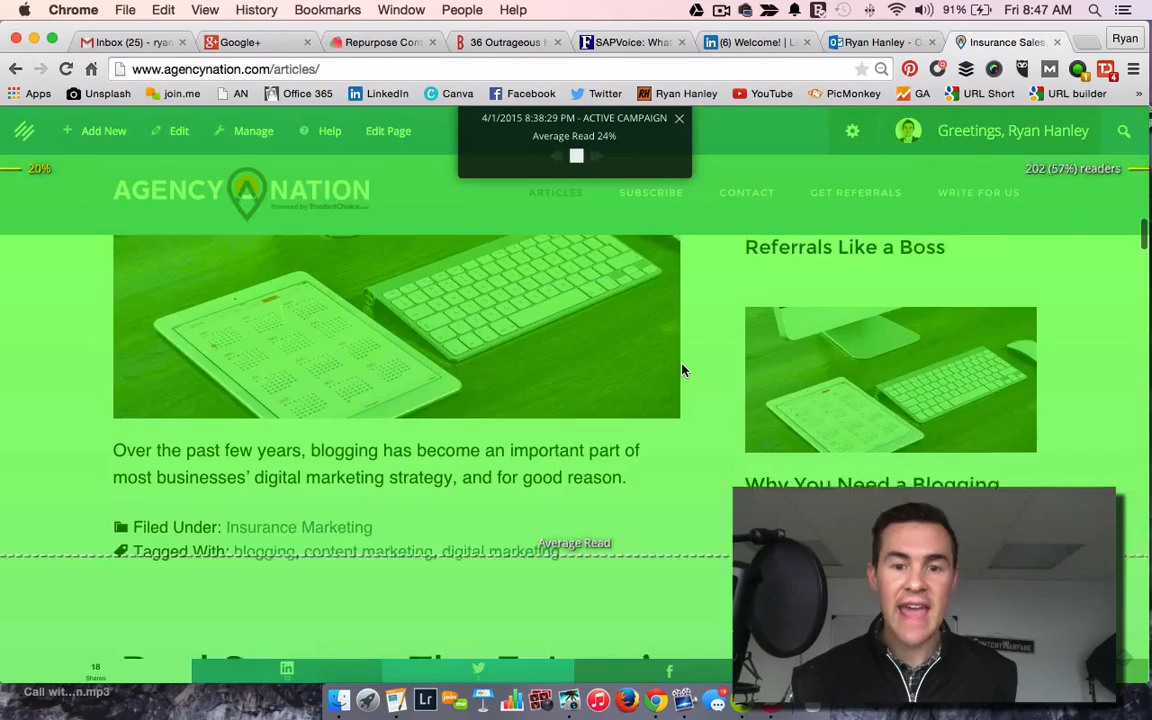 Chrome File Edit View History Bookmarks Window People Help 91% Fri 8:47 AM
Inbox (25) - ryan Google+ Repurpose Con 36 Outrageous SAPVoice: What (6) Welcome! | L Ryan Hanley - O Insurance Sales, Ryan
www.agencynation.com/articles/
Apps Unsplash join.me AN Office 365 LinkedIn Canva Facebook Twitter Ryan Hanley YouTube PicMonkey GA URL Short URL builder »
4/1/2015 8:38:29 PM - ACTIVE CAMPAIGN
Average Read 24%
+ Add New Edit Manage Help Edit Page Greetings, Ryan Hanley
20% 202 (57%) readers
AGENCY NATION
Powered by TrustedChoice.com
ARTICLES SUBSCRIBE CONTACT GET REFERRALS WRITE FOR US
Referrals Like a Boss
Over the past few years, blogging has become an important part of
most businesses' digital marketing strategy, and for good reason.
Why You Need a Blogging
Filed Under: Insurance Marketing
Tagged With: blogging, content marketing, digital marketing
Average Read
18
Shares
Call wit...n.mp3